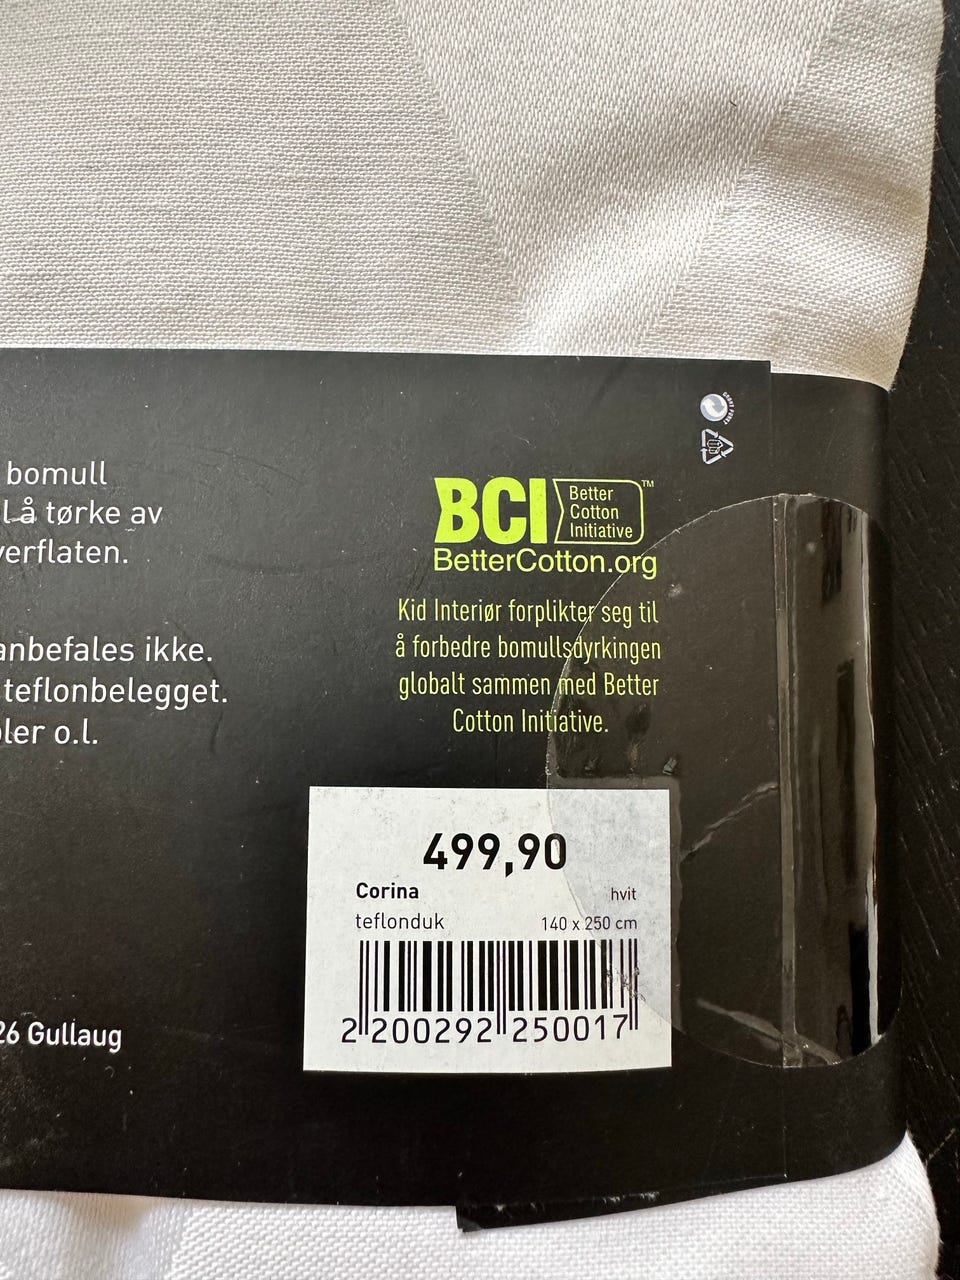 bomull
l å tørke av
verflaten.
anbefales ikke.
teflonbelegget.
ler o.l.
26 Gullaug
BCI
Better
Cotton
Initiative
™
BetterCotton.org
Kid Interiør forplikter seg til
å forbedre bomullsdyrkingen
globalt sammen med Better
Cotton Initiative.
499,90
Corina hvit
teflonduk 140 x 250 cm
2 200292 250017